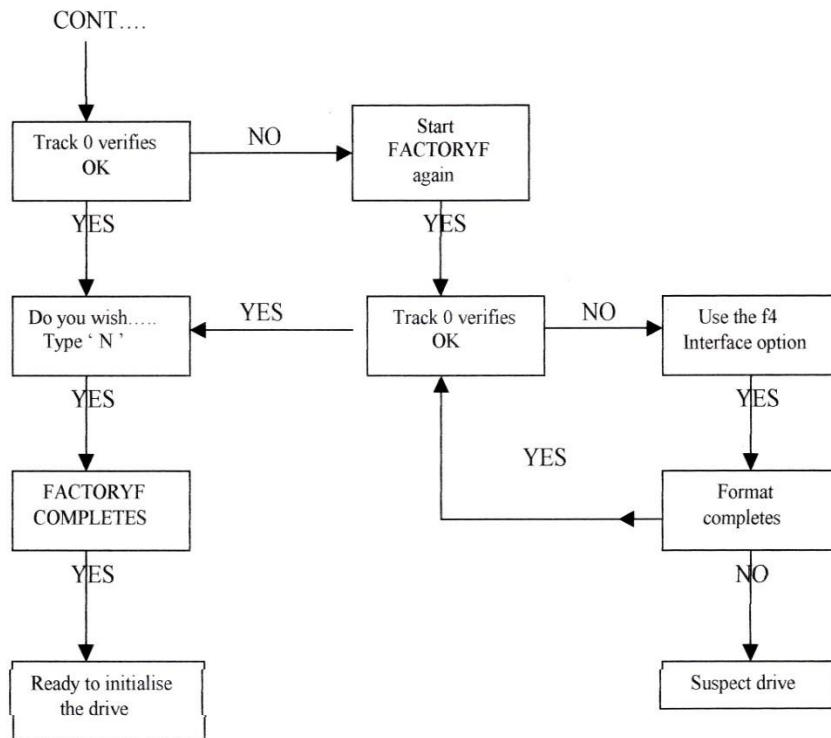 CONT….
Track 0 verifies
OK
NO
Start
FACTORYF
again
YES
YES
Do you wish…..
Type ‘ N ’
YES
Track 0 verifies
OK
NO
Use the f4
Interface option
YES
YES
YES
FACTORYF
COMPLETES
Format
completes
YES
NO
Ready to initialise
the drive
Suspect drive